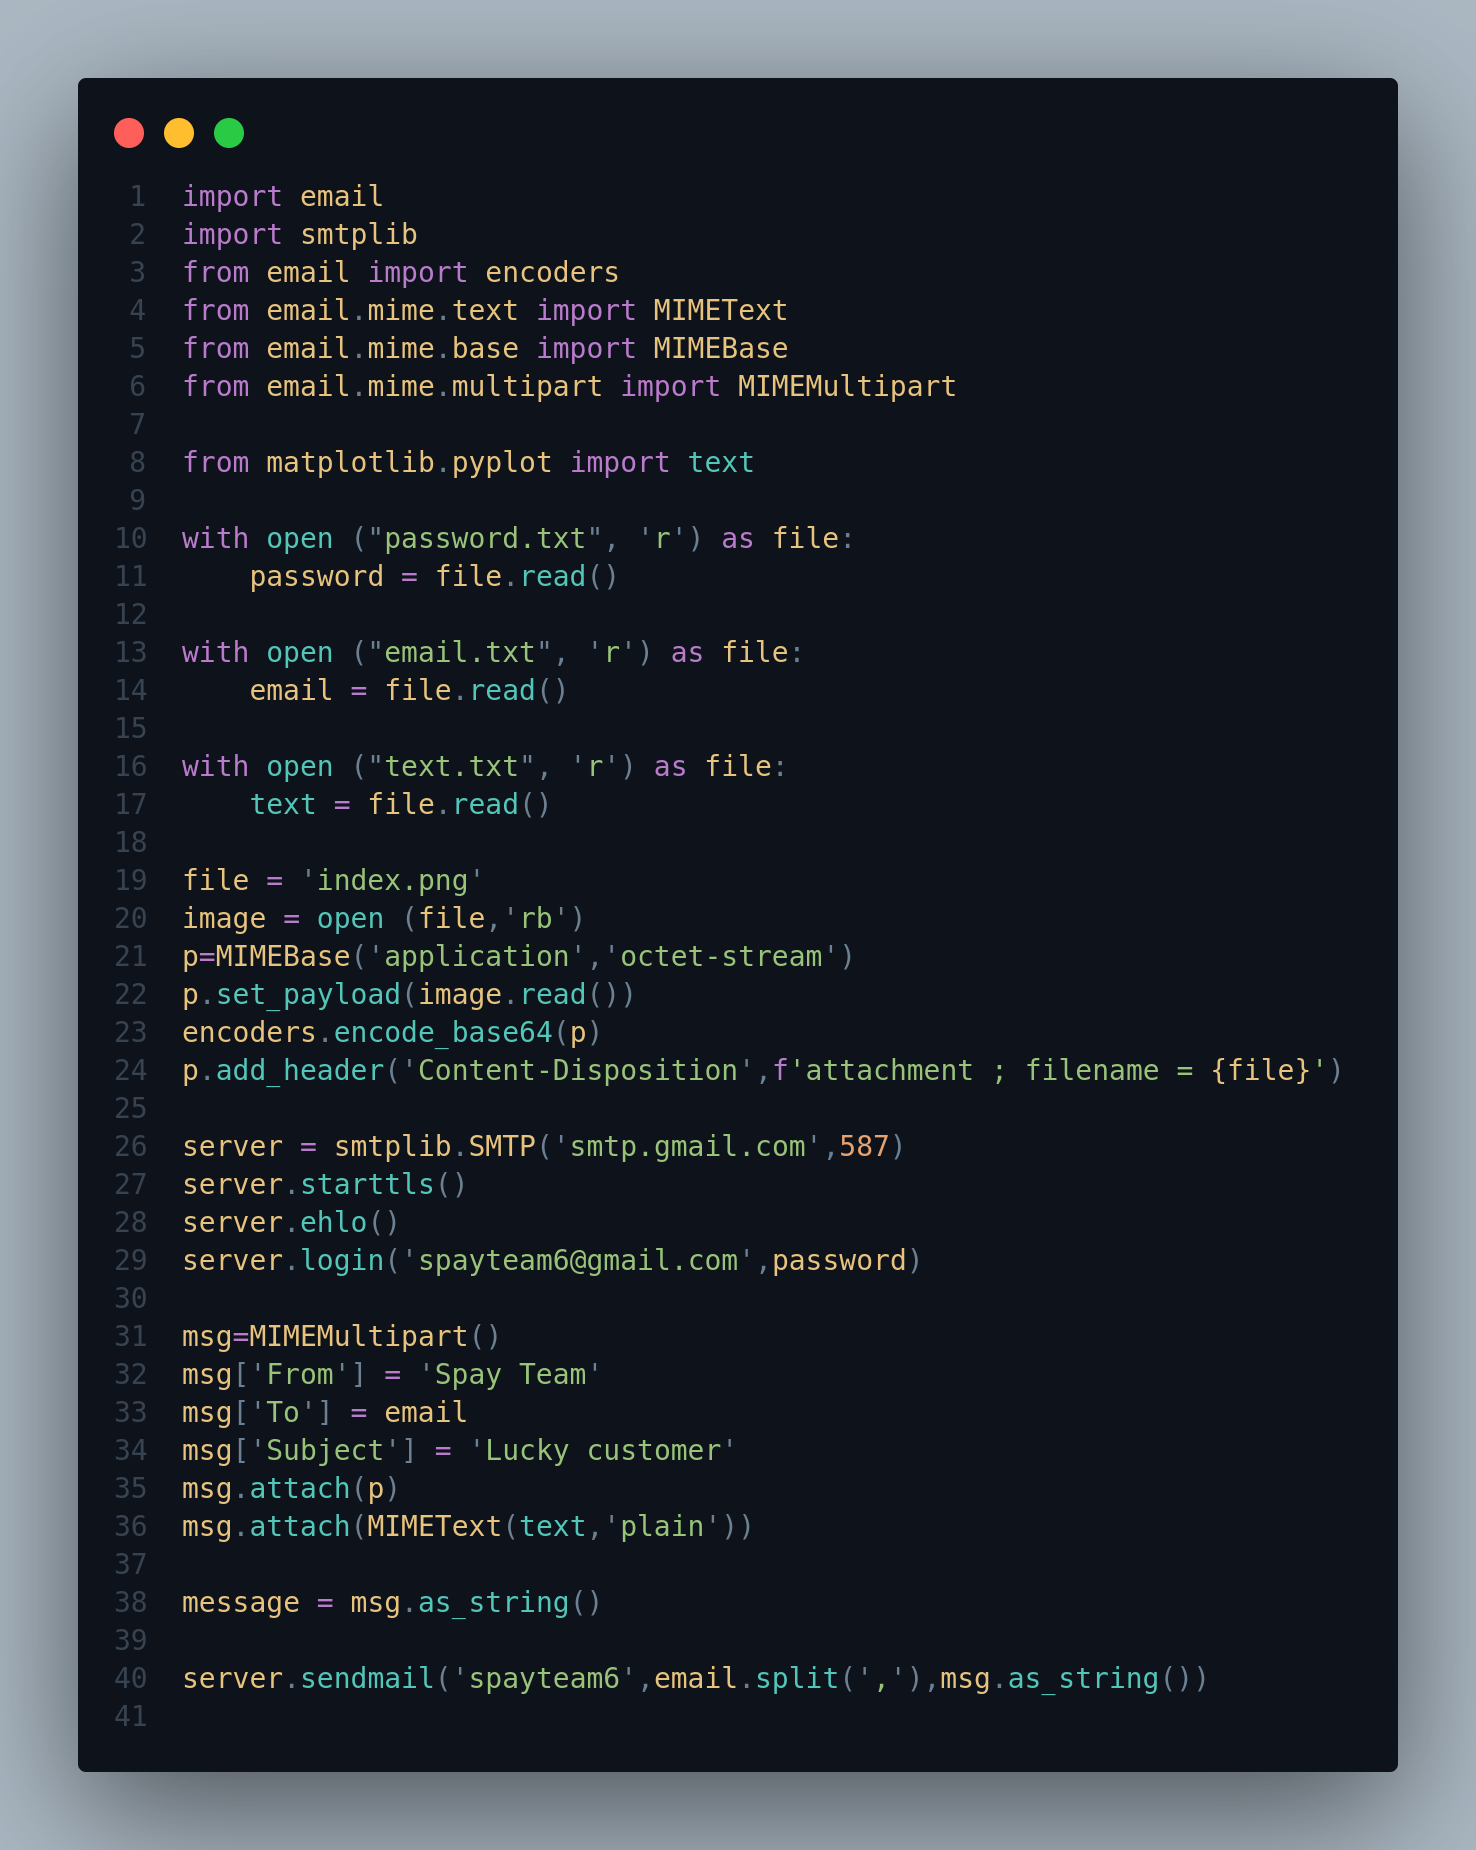 1 import email
2 import smtplib
3 from email import encoders
4 from email.mime.text import MIMEText
5 from email.mime.base import MIMEBase
6 from email.mime.multipart import MIMEMultipart
7
8 from matplotlib.pyplot import text
9
10 with open ("password.txt", 'r') as file:
11     password = file.read()
12
13 with open ("email.txt", 'r') as file:
14     email = file.read()
15
16 with open ("text.txt", 'r') as file:
17     text = file.read()
18
19 file = 'index.png'
20 image = open (file,'rb')
21 p=MIMEBase('application','octet-stream')
22 p.set_payload(image.read())
23 encoders.encode_base64(p)
24 p.add_header('Content-Disposition',f'attachment ; filename = {file}')
25
26 server = smtplib.SMTP('smtp.gmail.com',587)
27 server.starttls()
28 server.ehlo()
29 server.login('spayteam6@gmail.com',password)
30
31 msg=MIMEMultipart()
32 msg['From'] = 'Spay Team'
33 msg['To'] = email
34 msg['Subject'] = 'Lucky customer'
35 msg.attach(p)
36 msg.attach(MIMEText(text,'plain'))
37
38 message = msg.as_string()
39
40 server.sendmail('spayteam6',email.split(','),msg.as_string())
41